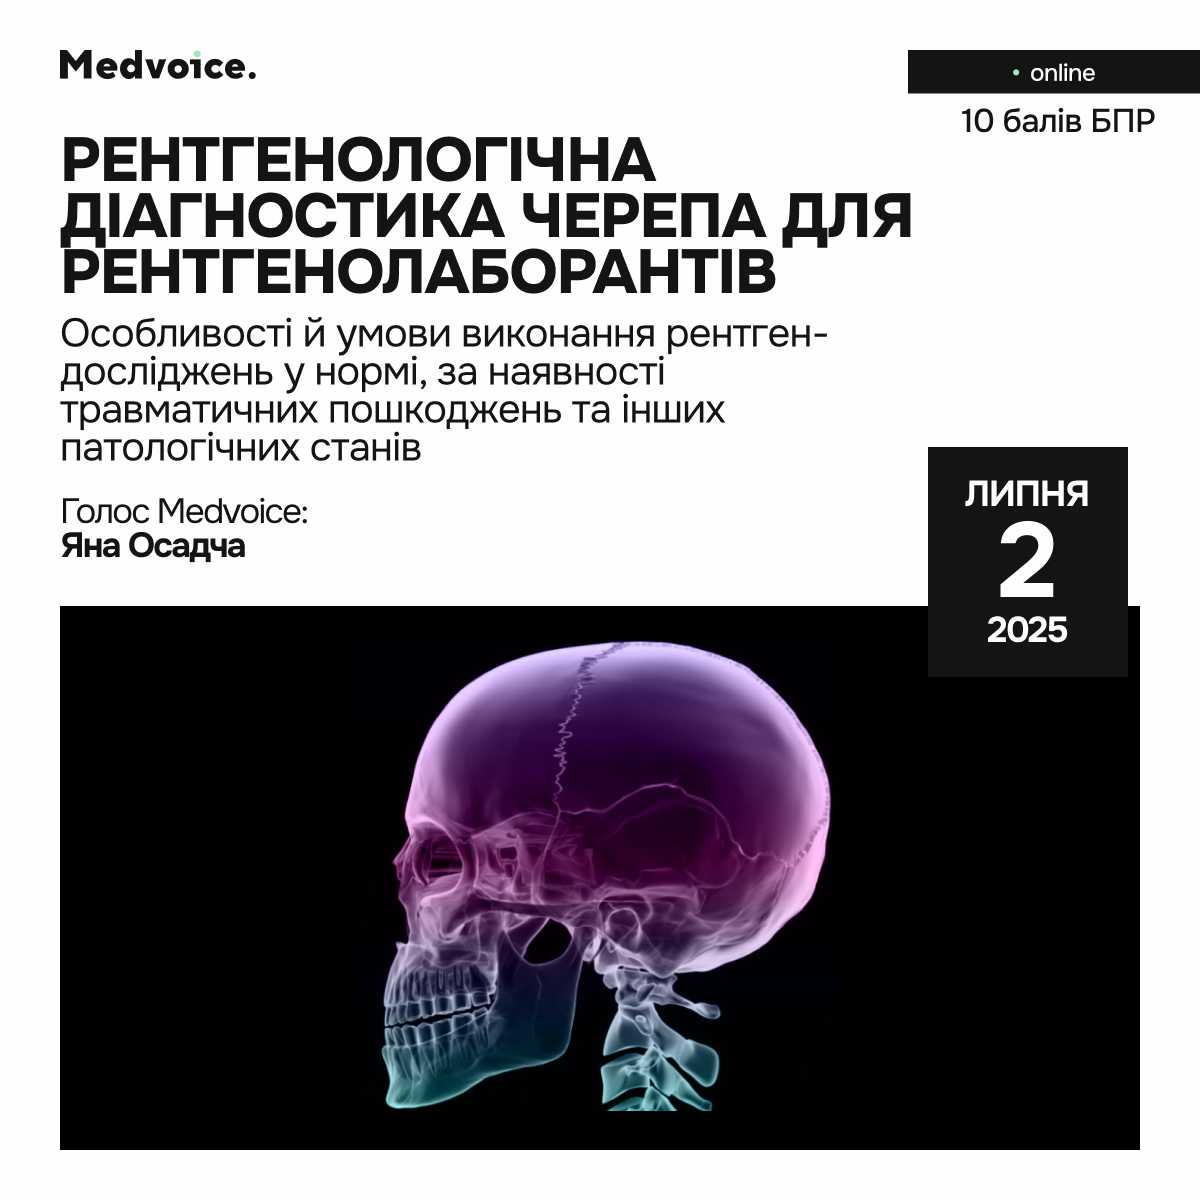 Medvoice.
• online
10 балів БПР
РЕНТГЕНОЛОГІЧНА
ДІАГНОСТИКА ЧЕРЕПА ДЛЯ
РЕНТГЕНОЛАБОРАНТІВ
Особливості й умови виконання рентген-
досліджень у нормі, за наявності
травматичних пошкоджень та інших
патологічних станів
Голос Medvoice:
Яна Осадча
ЛИПНЯ
2
2025